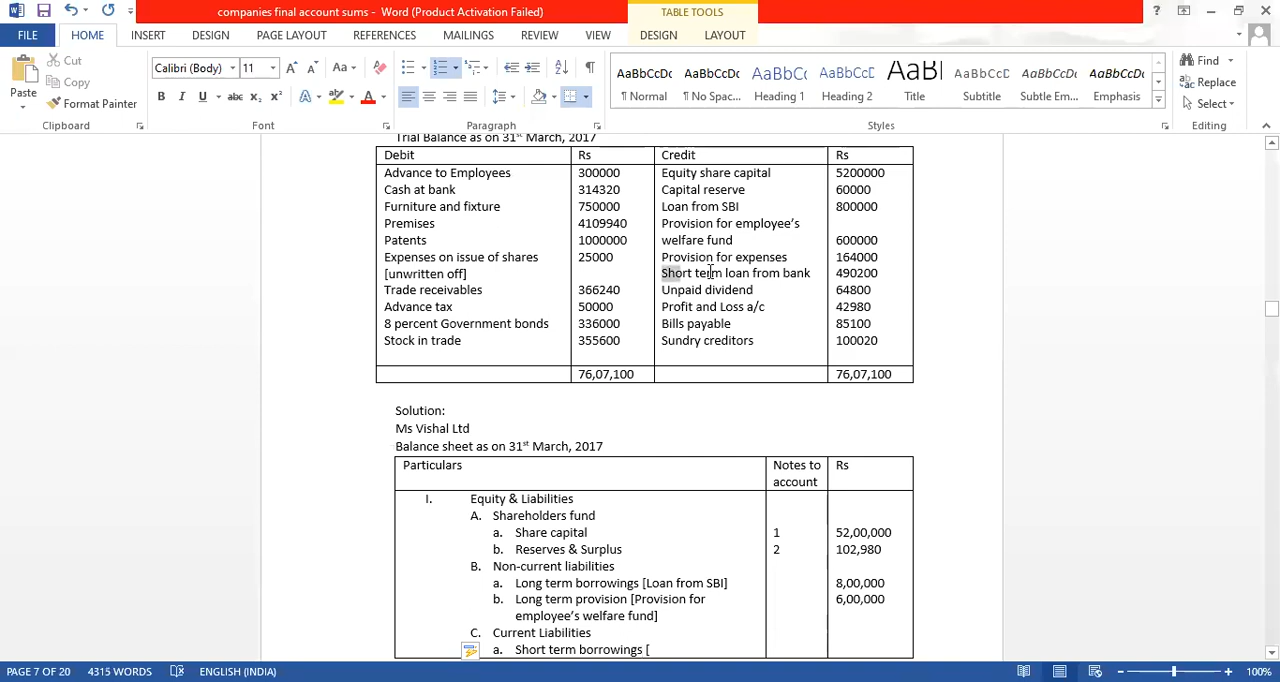 companies final account sums - Word (Product Activation Failed)
TABLE TOOLS
FILE HOME INSERT DESIGN PAGE LAYOUT REFERENCES MAILINGS REVIEW VIEW DESIGN LAYOUT
Paste
Cut
Copy
Format Painter
Clipboard
Calibri (Body) 11
Font
Paragraph
AaBbCcDc AaBbCcDc AaBbCc AaBbCcC AaBl AaBbCcD AaBbCcDc AaBbCcDc
¶ Normal ¶ No Spac... Heading 1 Heading 2 Title Subtitle Subtle Em... Emphasis
Styles
Find
Replace
Select
Editing
Trial Balance as on 31st March, 2017
Debit Rs Credit Rs
Advance to Employees 300000 Equity share capital 5200000
Cash at bank 314320 Capital reserve 60000
Furniture and fixture 750000 Loan from SBI 800000
Premises 4109940 Provision for employee’s
Patents 1000000 welfare fund 600000
Expenses on issue of shares 25000 Provision for expenses 164000
[unwritten off] Short term loan from bank 490200
Trade receivables 366240 Unpaid dividend 64800
Advance tax 50000 Profit and Loss a/c 42980
8 percent Government bonds 336000 Bills payable 85100
Stock in trade 355600 Sundry creditors 100020
76,07,100 76,07,100
Solution:
Ms Vishal Ltd
Balance sheet as on 31st March, 2017
Particulars Notes to account Rs
I. Equity & Liabilities
A. Shareholders fund
a. Share capital 1 52,00,000
b. Reserves & Surplus 2 102,980
B. Non-current liabilities
a. Long term borrowings [Loan from SBI] 8,00,000
b. Long term provision [Provision for 6,00,000
employee’s welfare fund]
C. Current Liabilities
a. Short term borrowings [
PAGE 7 OF 20 4315 WORDS ENGLISH (INDIA) 100%